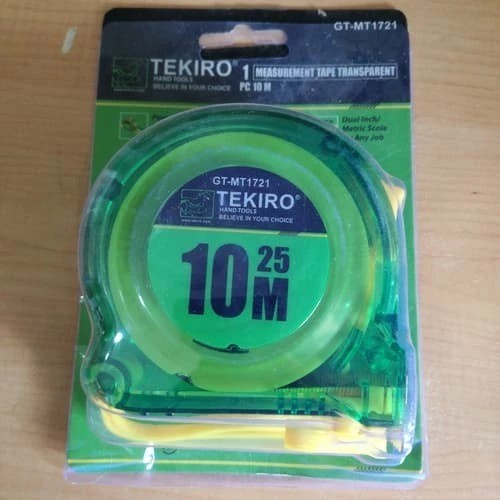 GT-MT1721
TEKIRO®
HAND TOOLS
BELIEVE IN YOUR CHOICE
1 MEASUREMENT TAPE TRANSPARENT
PC 10 M
Dual Inch/
Metric Scale
Any Job
GT-MT1721
TEKIRO®
HAND TOOLS
BELIEVE IN YOUR CHOICE
10 25
M